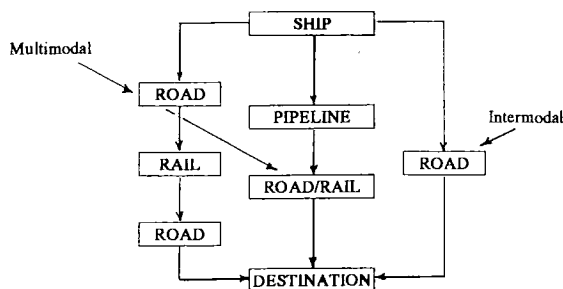 SHIP
Multimodal
ROAD
PIPELINE
Intermodal
RAIL
ROAD
ROAD/RAIL
ROAD
DESTINATION